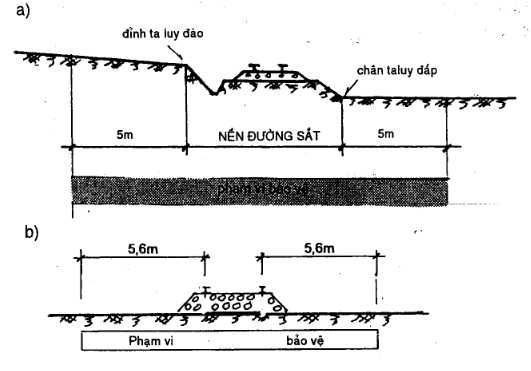 a)
đỉnh ta luy đào
chân taluy đắp
5m NỀN ĐƯỜNG SẮT 5m
phạm vi bảo vệ
b)
5,6m 5,6m
Phạm vi bảo vệ